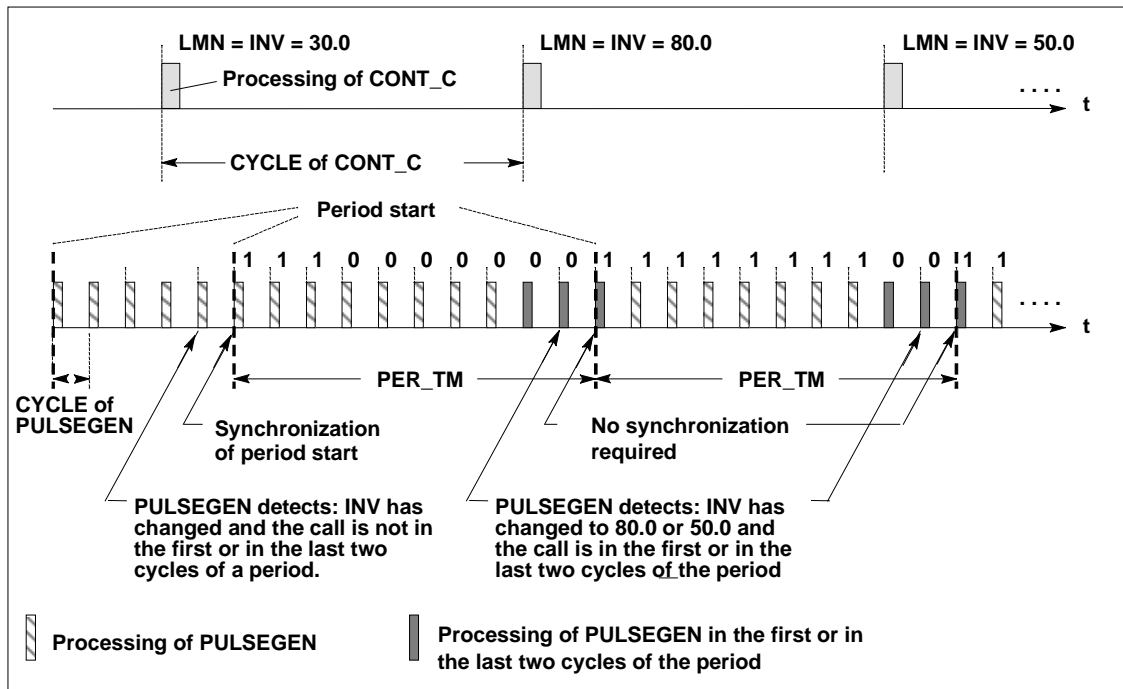 LMN = INV = 30.0
LMN = INV = 80.0
LMN = INV = 50.0
Processing of CONT_C
. . . .
t
CYCLE of CONT_C
Period start
1 1 1 0 0 0 0 0 0 0 1 1 1 1 1 1 1 1 0 0 1 1
. . . .
t
PER_TM
PER_TM
CYCLE of
PULSEGEN
Synchronization
of period start
No synchronization
required
PULSEGEN detects: INV has
changed and the call is not in
the first or in the last two
cycles of a period.
PULSEGEN detects: INV has
changed to 80.0 or 50.0 and
the call is in the first or in the
last two cycles of the period
Processing of PULSEGEN
Processing of PULSEGEN in the first or in
the last two cycles of the period